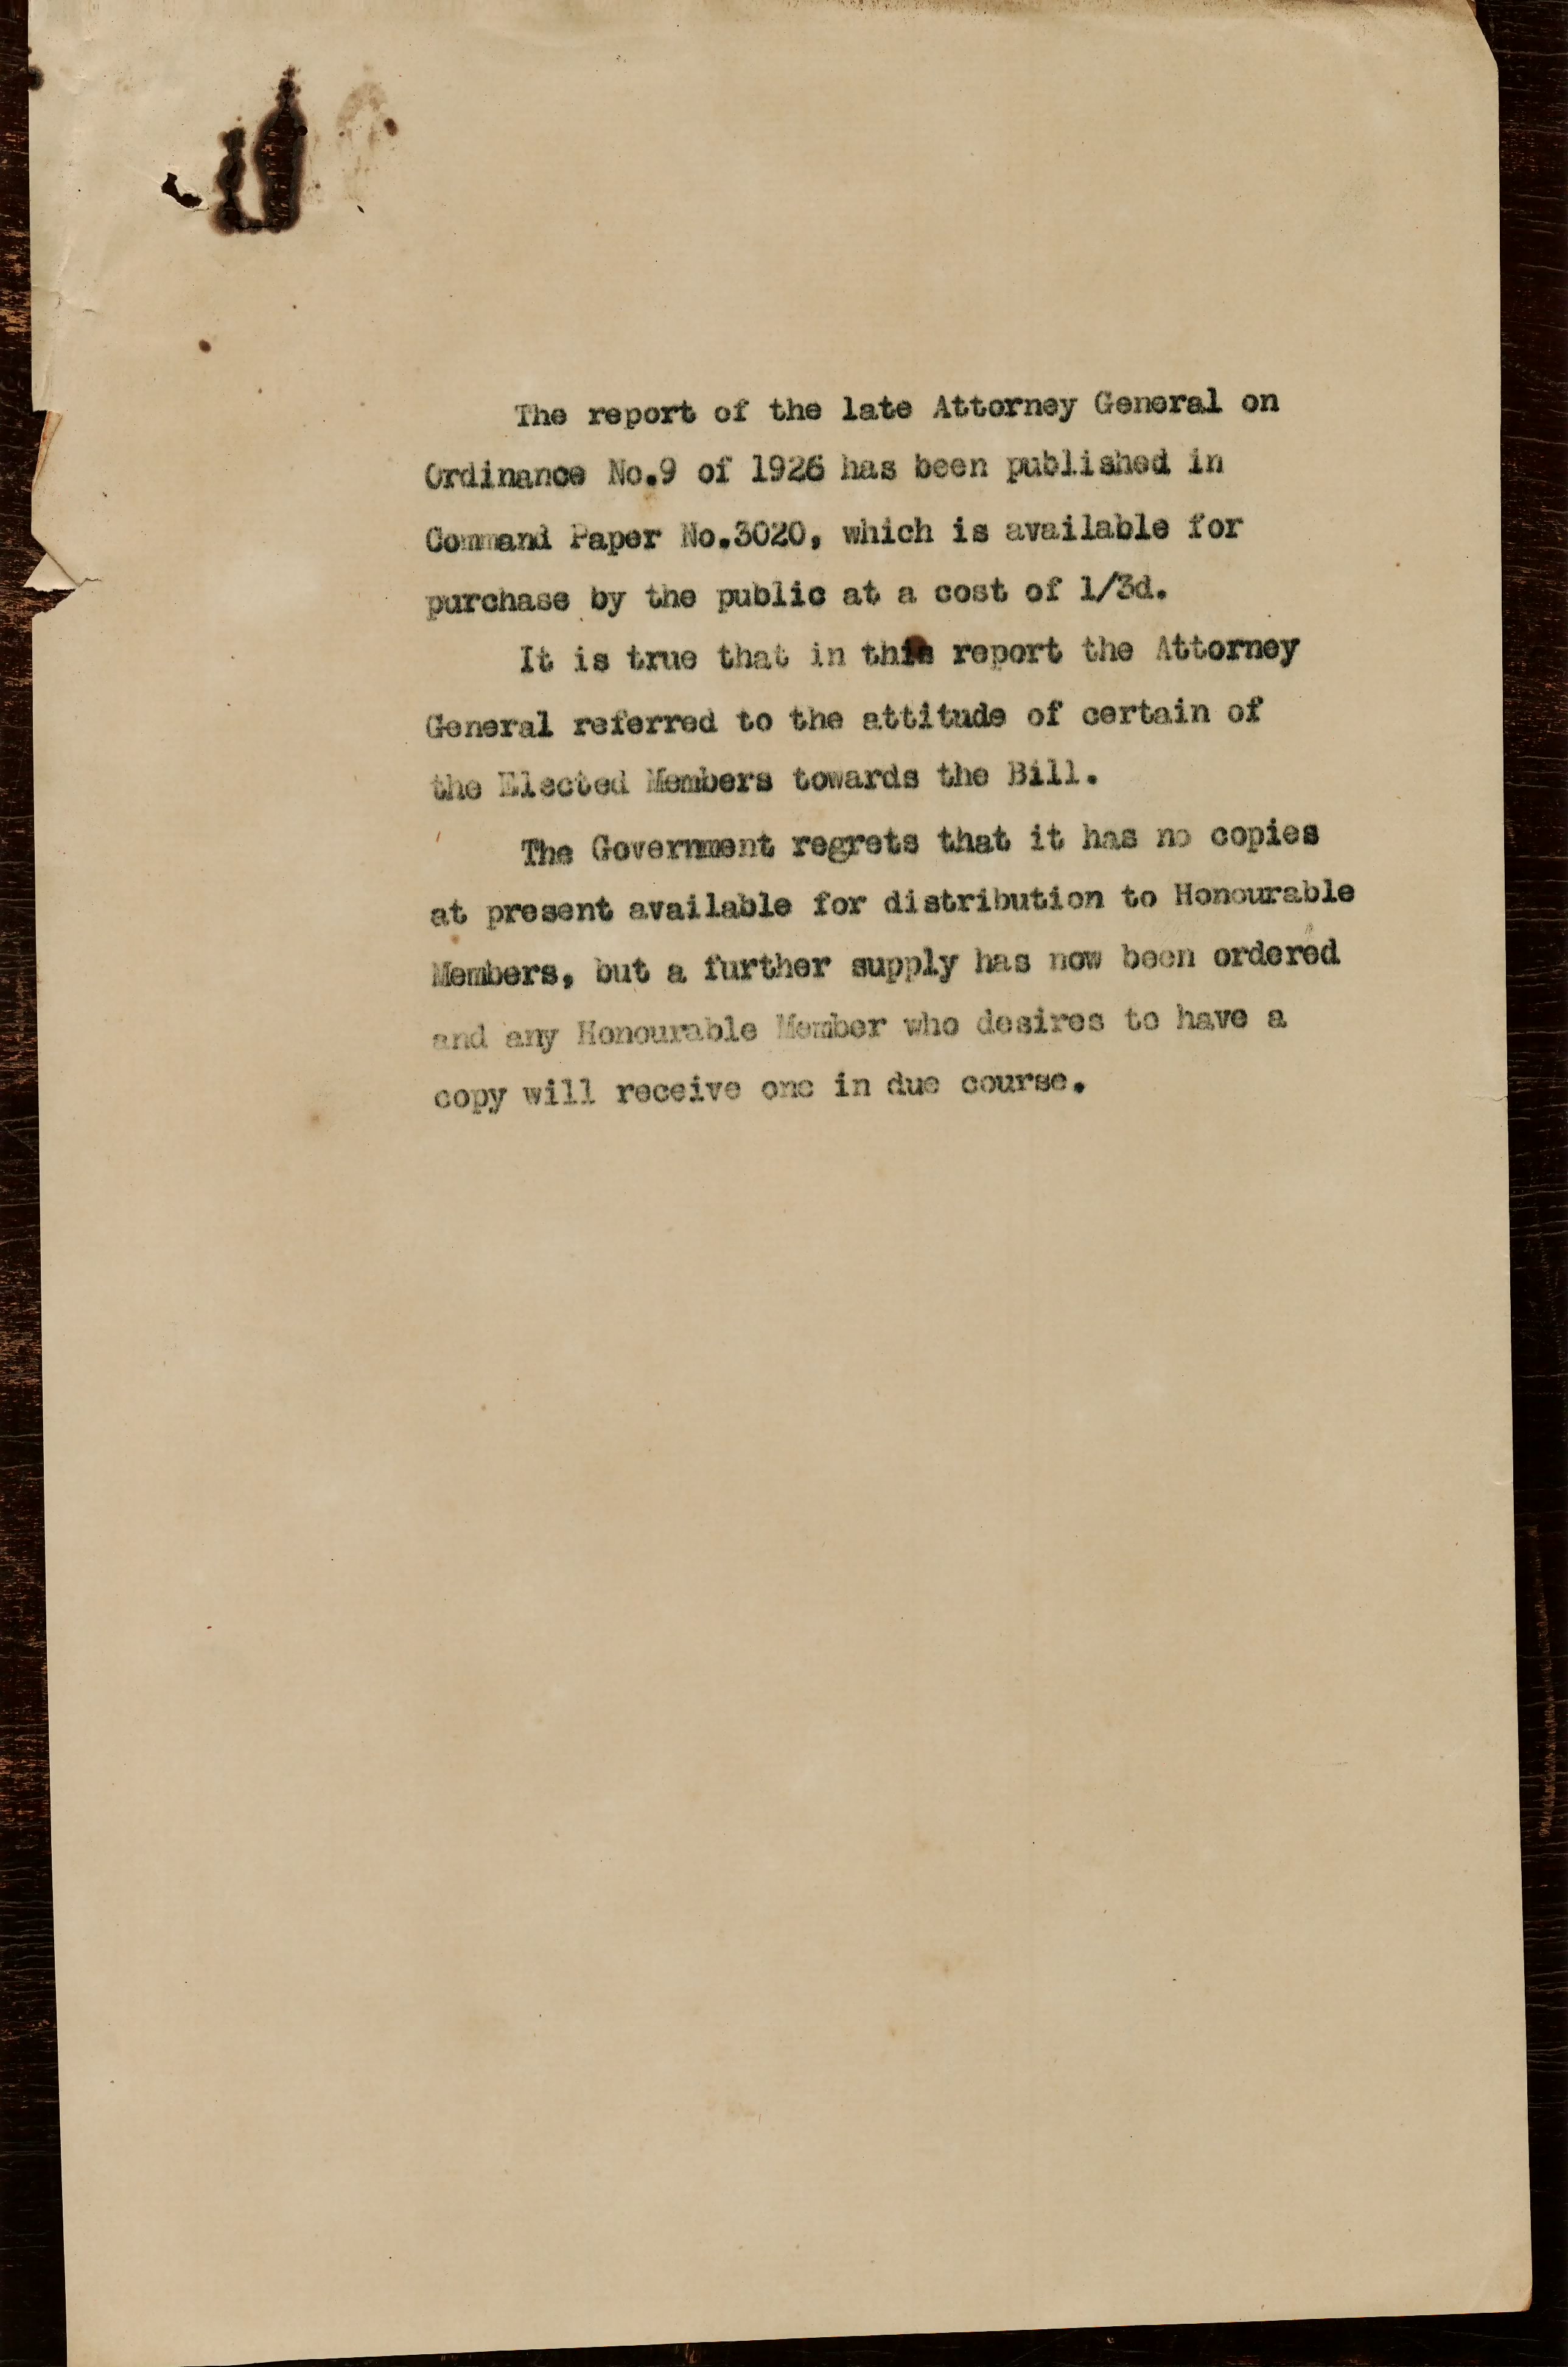 The report of the late Attorney General on
Ordinance No.9 of 1926 has been published in
Command Paper No.3020, which is available for
purchase by the public at a cost of 1/3d.
It is true that in this report the Attorney
General referred to the attitude of certain of
the Elected Members towards the Bill.
The Government regrets that it has no copies
at present available for distribution to Honourable
Members, but a further supply has now been ordered
and any Honourable Member who desires to have a
copy will receive one in due course.